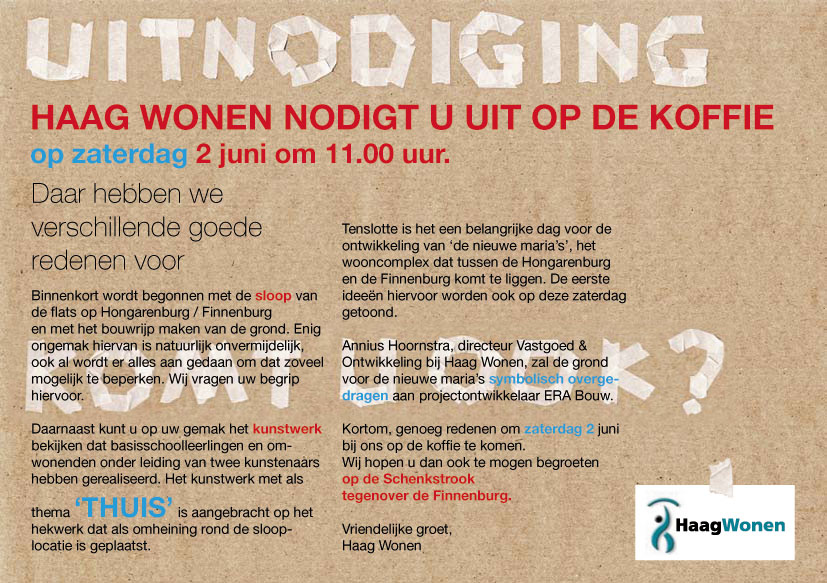 UITNODIGING
HAAG WONEN NODIGT U UIT OP DE KOFFIE
op zaterdag 2 juni om 11.00 uur.
Daar hebben we
verschillende goede
redenen voor
Binnenkort wordt begonnen met de sloop van
de flats op Hongarenburg / Finnenburg
en met het bouwrijp maken van de grond. Enig
ongemak hiervan is natuurlijk onvermijdelijk,
ook al wordt er alles aan gedaan om dat zoveel
mogelijk te beperken. Wij vragen uw begrip
hiervoor.
Daarnaast kunt u op uw gemak het kunstwerk
bekijken dat basisschoolleerlingen en om-
wonenden onder leiding van twee kunstenaars
hebben gerealiseerd. Het kunstwerk met als
thema ‘THUIS’ is aangebracht op het
hekwerk dat als omheining rond de sloop-
locatie is geplaatst.
Tenslotte is het een belangrijke dag voor de
ontwikkeling van ‘de nieuwe maria’s’, het
wooncomplex dat tussen de Hongarenburg
en de Finnenburg komt te liggen. De eerste
ideeën hiervoor worden ook op deze zaterdag
getoond.
Annius Hoornstra, directeur Vastgoed &
Ontwikkeling bij Haag Wonen, zal de grond
voor de nieuwe maria’s symbolisch overge-
dragen aan projectontwikkelaar ERA Bouw.
Kortom, genoeg redenen om zaterdag 2 juni
bij ons op de koffie te komen.
Wij hopen u dan ook te mogen begroeten
op de Schenkstrook
tegenover de Finnenburg.
Vriendelijke groet,
Haag Wonen
KOMT U OOK?
HaagWonen